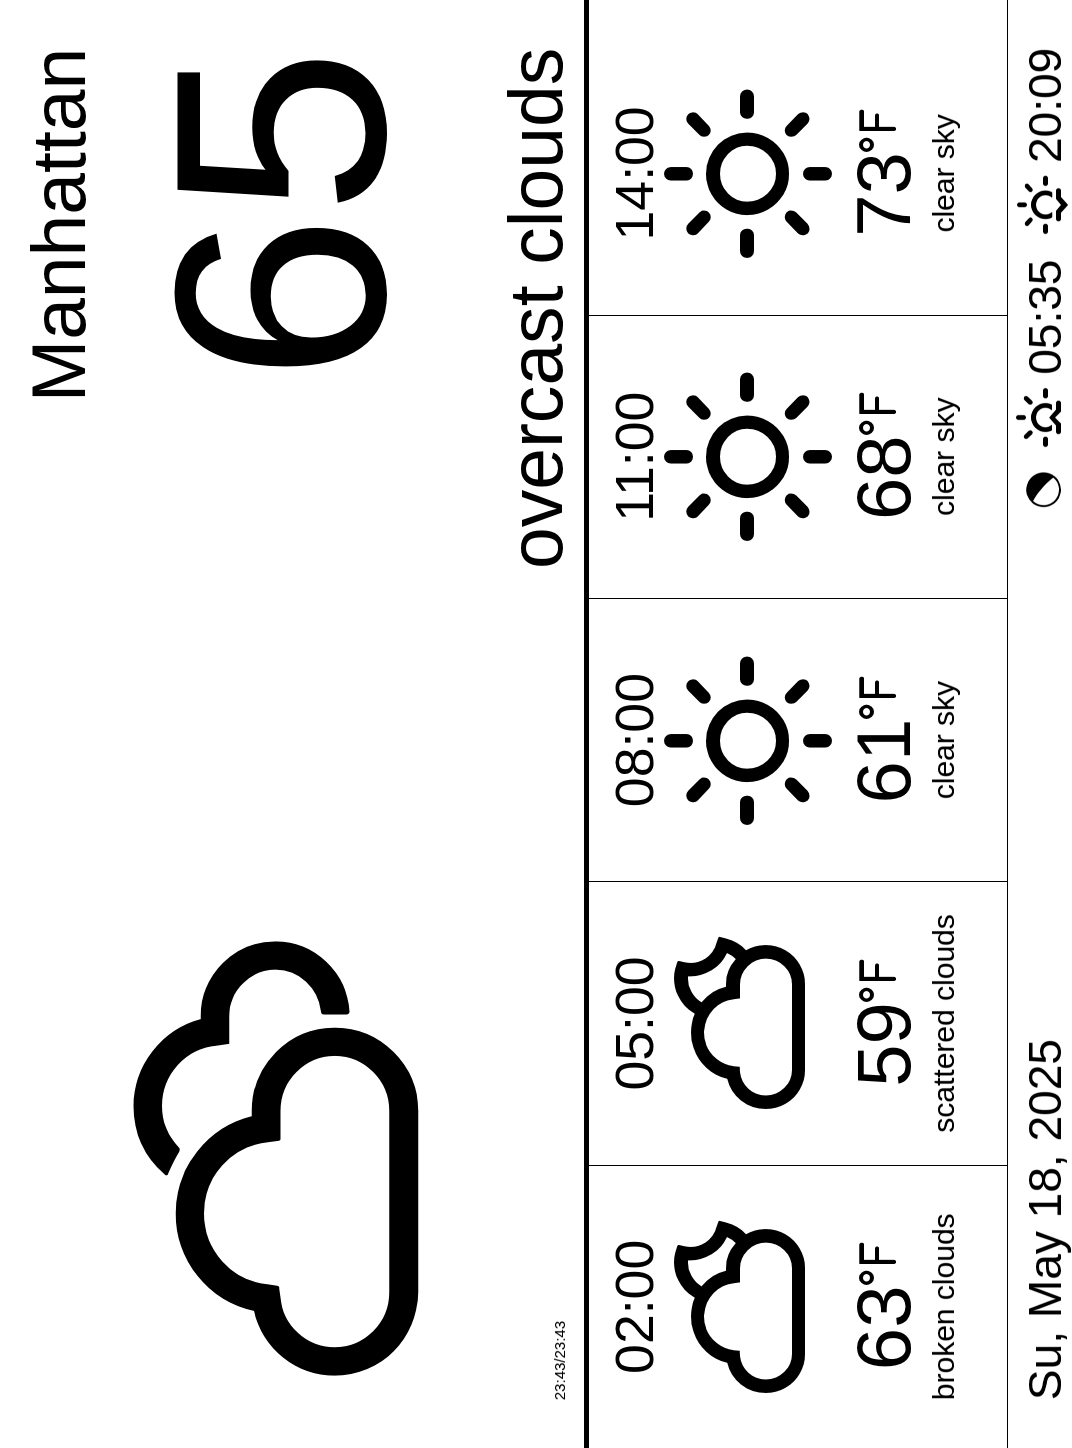 Manhattan
65
overcast clouds
23:43/23:43
02:00 05:00 08:00 11:00 14:00
63°F 59°F 61°F 68°F 73°F
broken clouds scattered clouds clear sky clear sky clear sky
Su, May 18, 2025 05:35 20:09